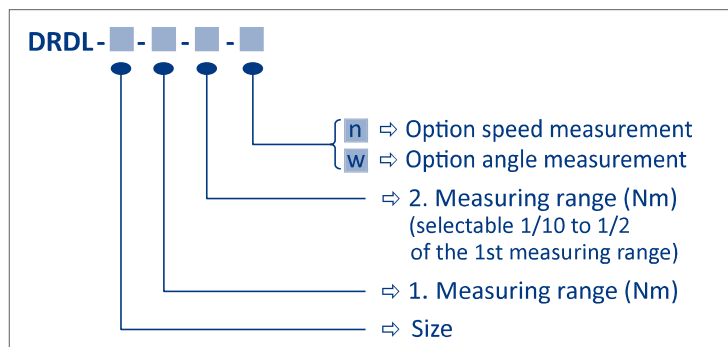 DRDL- - - -
n ⇨ Option speed measurement
w ⇨ Option angle measurement
⇨ 2. Measuring range (Nm)
(selectable 1/10 to 1/2
of the 1st measuring range)
⇨ 1. Measuring range (Nm)
⇨ Size